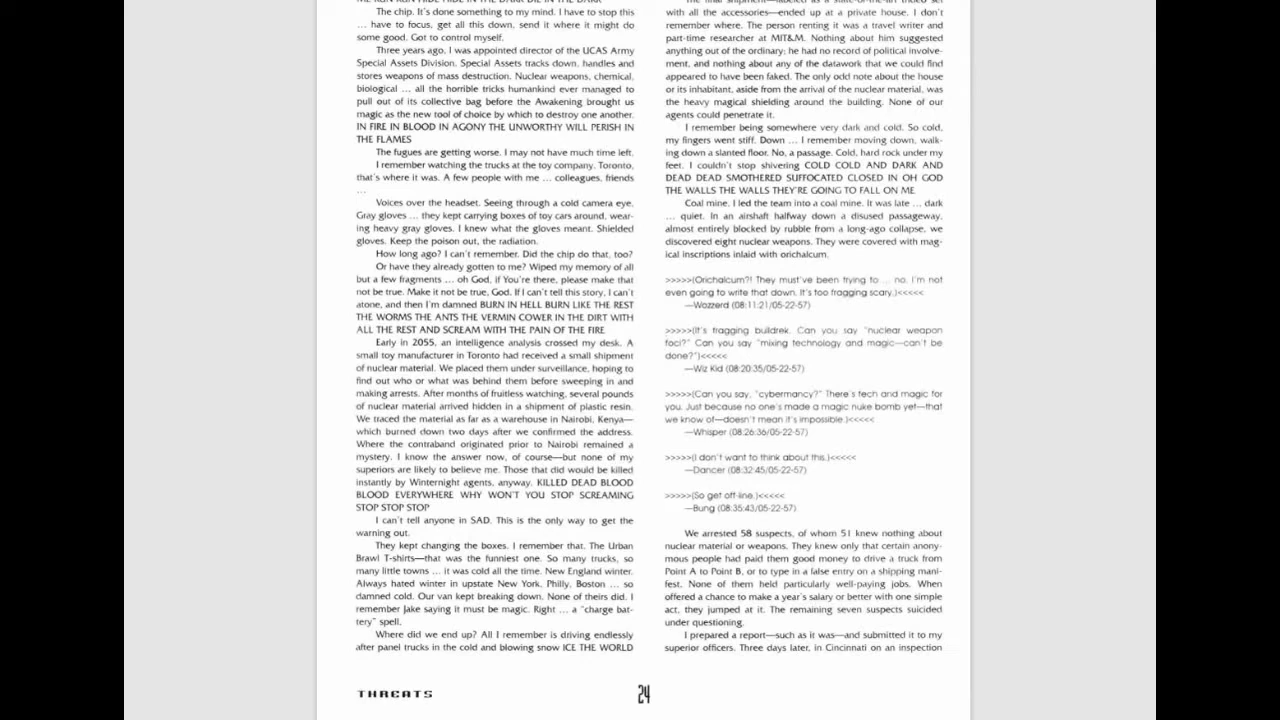 The chip. It's done something to my mind. I have to stop this
... have to focus, get all this down, send it where it might do
some good. Got to control myself.
Three years ago, I was appointed director of the UCAS Army
Special Assets Division. Special Assets tracks down, handles and
stores weapons of mass destruction. Nuclear weapons, chemical,
biological ... all the horrible tricks humankind ever managed to
pull out of its collective bag before the Awakening brought us
magic as the new tool of choice by which to destroy one another.
IN FIRE IN BLOOD IN AGONY THE UNWORTHY WILL PERISH IN
THE FLAMES
The fugues are getting worse. I may not have much time left.
I remember watching the trucks at the toy company. Toronto,
that's where it was. A few people with me ... colleagues, friends
...
Voices over the headset. Seeing through a cold camera eye.
Gray gloves ... they kept carrying boxes of toy cars around, wear-
ing heavy gray gloves. I knew what the gloves meant. Shielded
gloves. Keep the poison out, the radiation.
How long ago? I can't remember. Did the chip do that, too?
Or have they already gotten to me? Wiped my memory of all
but a few fragments ... oh God, if You're there, please make that
not be true. Make it not be true, God. If I can't tell this story, I can't
atone, and then I'm damned BURN IN HELL BURN LIKE THE REST
THE WORMS THE ANTS THE VERMIN COWER IN THE DIRT WITH
ALL THE REST AND SCREAM WITH THE PAIN OF THE FIRE
Early in 2055, an intelligence analysis crossed my desk. A
small toy manufacturer in Toronto had received a small shipment
of nuclear material. We placed them under surveillance, hoping to
find out who or what was behind them before sweeping in and
making arrests. After months of fruitless watching, several pounds
of nuclear material arrived hidden in a shipment of plastic resin.
We traced the material as far as a warehouse in Nairobi, Kenya—
which burned down two days after we confirmed the address.
Where the contraband originated prior to Nairobi remained a
mystery. I know the answer now, of course—but none of my
superiors are likely to believe me. Those that did would be killed
instantly by Winternight agents, anyway. KILLED DEAD BLOOD
BLOOD EVERYWHERE WHY WON'T YOU STOP SCREAMING
STOP STOP STOP
I can't tell anyone in SAD. This is the only way to get the
warning out.
They kept changing the boxes. I remember that. The Urban
Brawl T-shirts—that was the funniest one. So many trucks, so
many little towns ... it was cold all the time. New England winter.
Always hated winter in upstate New York, Philly, Boston ... so
damned cold. Our van kept breaking down. None of theirs did. I
remember Jake saying it must be magic. Right ... a "charge bat-
tery" spell.
Where did we end up? All I remember is driving endlessly
after panel trucks in the cold and blowing snow ICE THE WORLD
with all the accessories—ended up at a private house. I don't
remember where. The person renting it was a travel writer and
part-time researcher at MIT&M. Nothing about him suggested
anything out of the ordinary; he had no record of political involve-
ment, and nothing about any of the datawork that we could find
appeared to have been faked. The only odd note about the house
or its inhabitant, aside from the arrival of the nuclear material, was
the heavy magical shielding around the building. None of our
agents could penetrate it.
I remember being somewhere very dark and cold. So cold,
my fingers went stiff. Down ... I remember moving down, walk-
ing down a slanted floor. No, a passage. Cold, hard rock under my
feet. I couldn't stop shivering COLD COLD AND DARK AND
DEAD DEAD SMOTHERED SUFFOCATED CLOSED IN OH GOD
THE WALLS THE WALLS THEY'RE GOING TO FALL ON ME
Coal mine. I led the team into a coal mine. It was late ... dark
... quiet. In an airshaft halfway down a disused passageway,
almost entirely blocked by rubble from a long-ago collapse, we
discovered eight nuclear weapons. They were covered with mag-
ical inscriptions inlaid with orichalcum.
>>>>>(Orichalcum?! They must've been trying to ... no, I'm not
even going to write that down. It's too fragging scary.)<<<<<
—Wozzerd (08:11:21/05-22-57)
>>>>>(It's fragging buildrek. Can you say "nuclear weapon
foci?" Can you say "mixing technology and magic—can't be
done?")<<<<<
—Wiz Kid (08:20:35/05-22-57)
>>>>>(Can you say, "cybermancy?" There's tech and magic for
you. Just because no one's made a magic nuke bomb yet—that
we know of—doesn't mean it's impossible.)<<<<<
—Whisper (08:26:36/05-22-57)
>>>>>(I don't want to think about this.)<<<<<
—Dancer (08:32:45/05-22-57)
>>>>>(So get off-line.)<<<<<
—Bung (08:35:43/05-22-57)
We arrested 58 suspects, of whom 51 knew nothing about
nuclear material or weapons. They knew only that certain anony-
mous people had paid them good money to drive a truck from
Point A to Point B, or to type in a false entry on a shipping mani-
fest. None of them held particularly well-paying jobs. When
offered a chance to make a year's salary or better with one simple
act, they jumped at it. The remaining seven suspects suicided
under questioning.
I prepared a report—such as it was—and submitted it to my
superior officers. Three days later, in Cincinnati on an inspection
THREATS
24